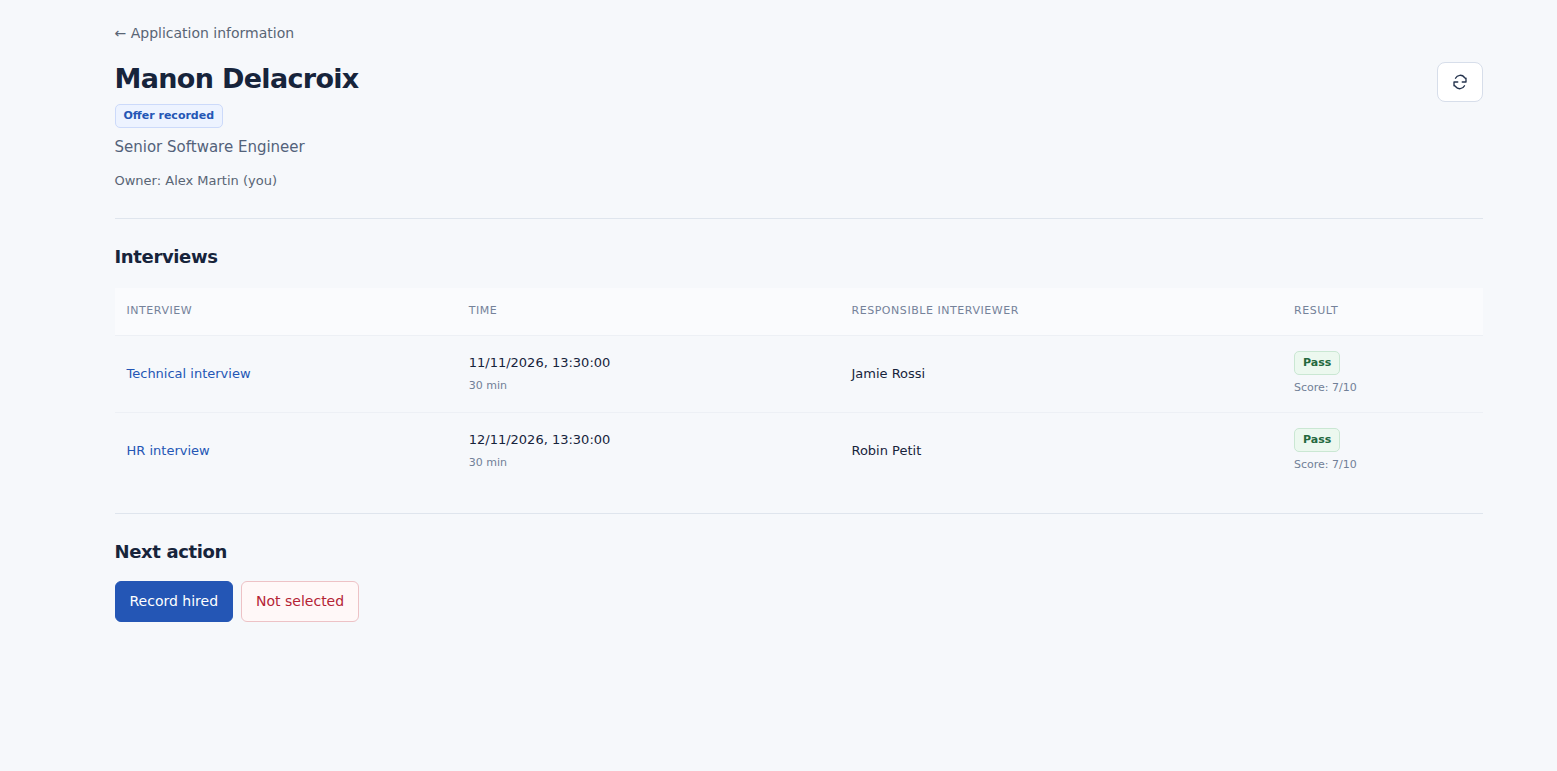 ← Application information
Manon Delacroix
Offer recorded
Senior Software Engineer
Owner: Alex Martin (you)
Interviews
INTERVIEW TIME RESPONSIBLE INTERVIEWER RESULT
Technical interview 11/11/2026, 13:30:00 30 min Jamie Rossi Pass Score: 7/10
HR interview 12/11/2026, 13:30:00 30 min Robin Petit Pass Score: 7/10
Next action
Record hired Not selected